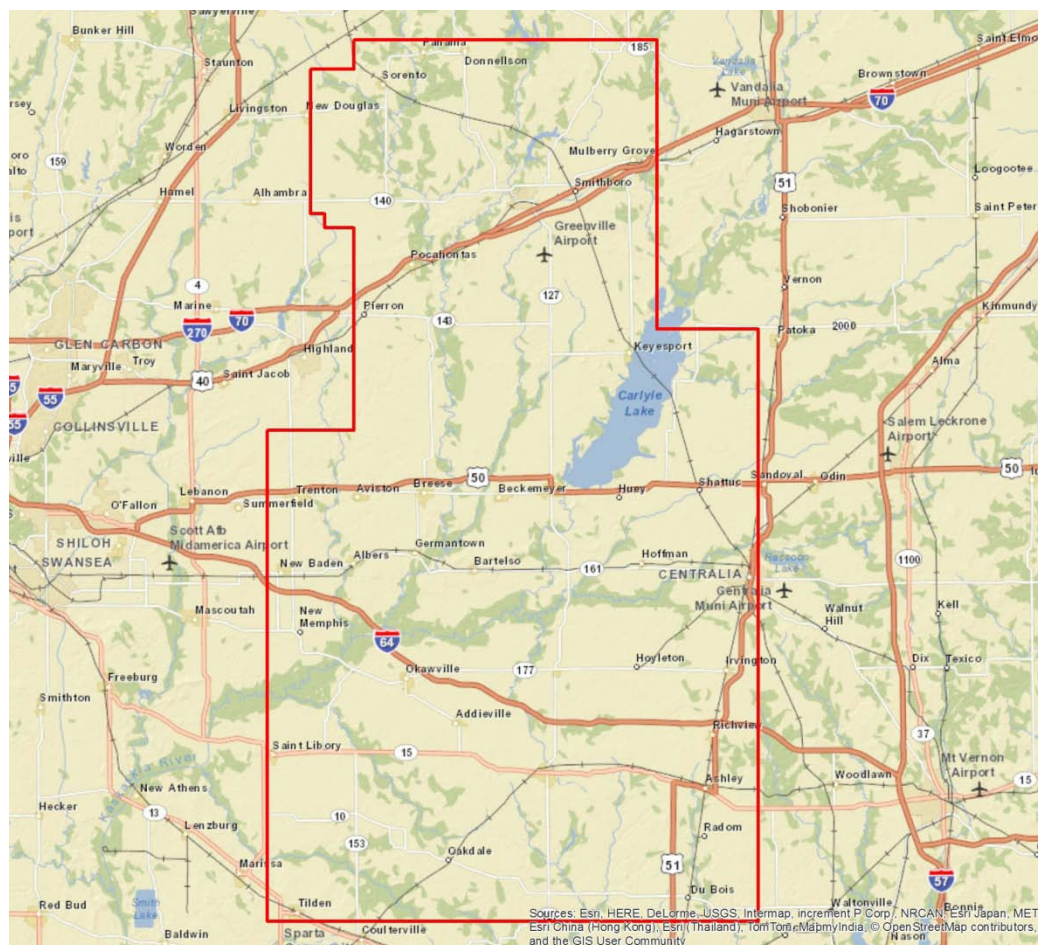 Sawyerville
Bunker Hill
Panama
185
Saint Elmo
Staunton
Donnellson
Vandalia
Lake
Sorento
Brownstown
Vandalia
Muni Airport
70
Livingston
New Douglas
Hagarstown
Worden
159
Mulberry Grove
Loogootee
Hamel
Alhambra
140
Smithboro
51
Saint Peter
Shobonier
Greenville
Airport
Pocahontas
Vernon
4
127
Marine
Pierron
Kinmundy
70
143
270
Patoka
2000
GLEN CARBON
Highland
Keyesport
Troy
Maryville
Saint Jacob
Alma
40
55
Carlyle
Lake
55
COLLINSVILLE
Salem Leckrone
Airport
Lebanon
Trenton
Aviston
Breese
50
Beckemeyer
Huey
Shattuc
Sandoval
Odin
50
O'Fallon
Summerfield
Scott Afb
Midamerica Airport
SHILOH
SWANSEA
Germantown
Albers
Hoffman
Raccoon
Lake
New Baden
Bartelso
161
CENTRALIA
1100
Centralia
Muni Airport
Mascoutah
New
Memphis
Walnut
Hill
Kell
64
Okawville
177
Hoyleton
Irvington
Dix
Texico
Freeburg
Smithton
Addieville
Richview
37
Saint Libory
15
Mt Vernon
Airport
Kaskaskia River
New Athens
Ashley
Woodlawn
15
Hecker
13
10
Lenzburg
153
Radom
Marissa
Oakdale
51
57
Du Bois
Red Bud
Smith
Lake
Tilden
Waltonville
Bonnie
Sparta
Coulterville
Nason
Baldwin
Sources: Esri, HERE, DeLorme, USGS, Intermap, increment P Corp., NRCAN, Esri Japan, MET
Esri China (Hong Kong), Esri (Thailand), TomTom, MapmyIndia, © OpenStreetMap contributors,
and the GIS User Community